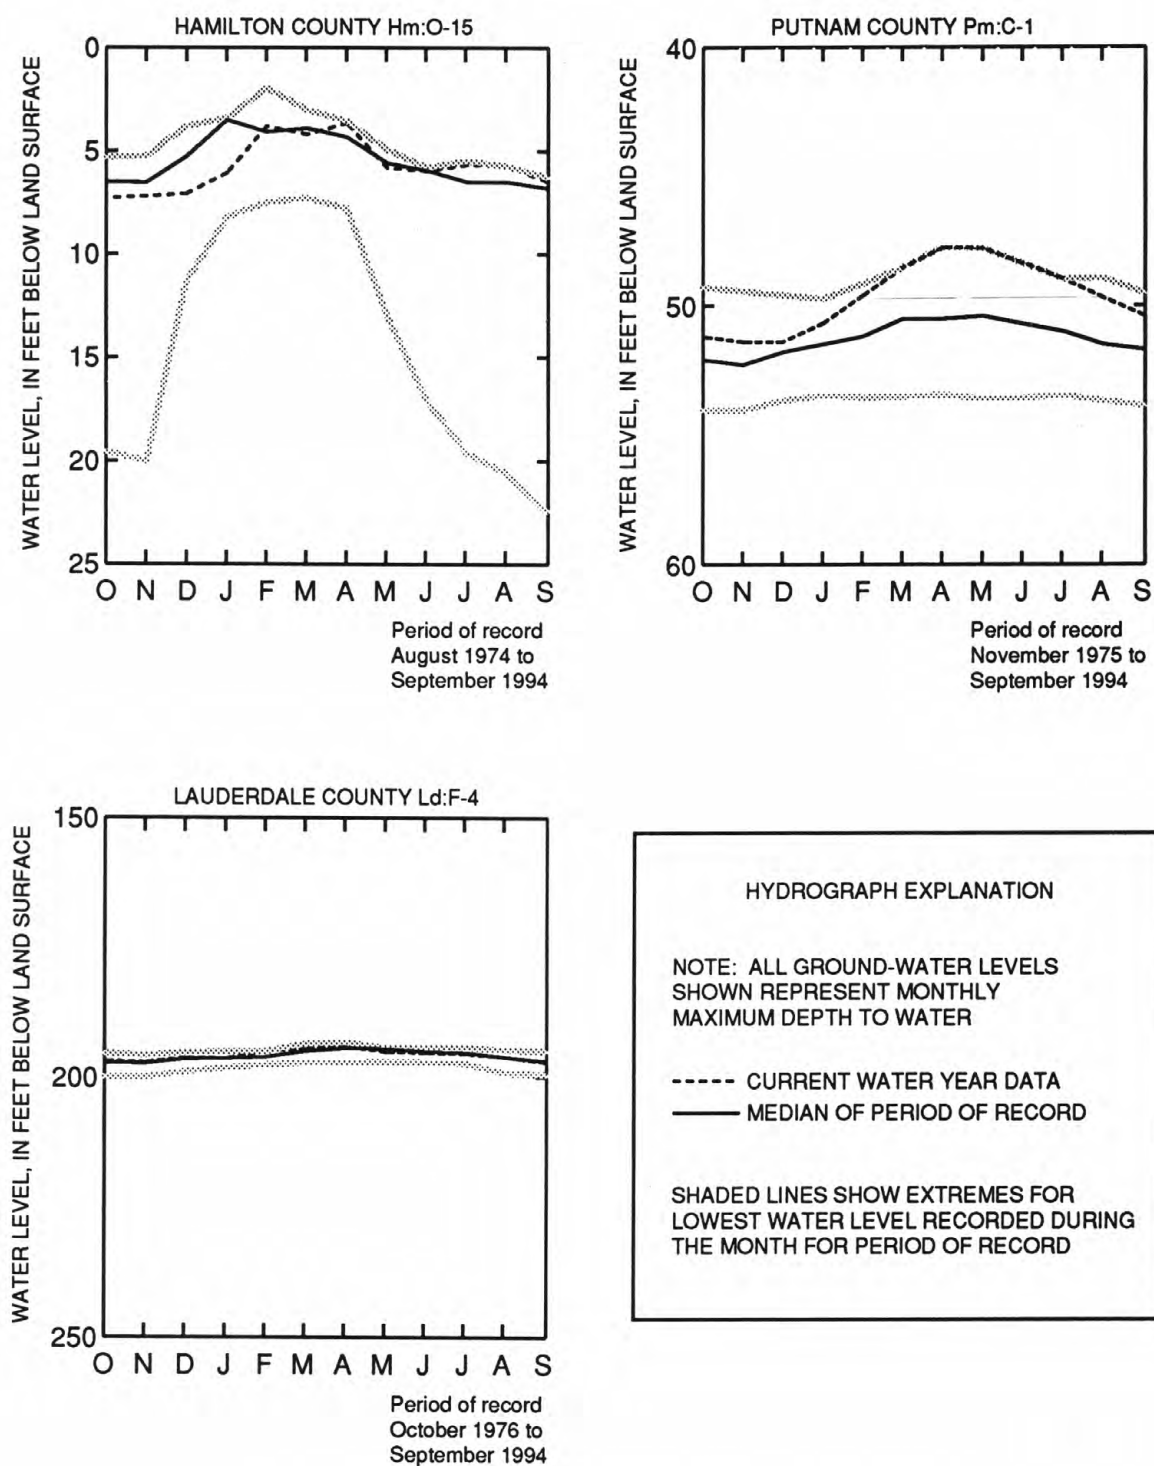 HAMILTON COUNTY Hm:O-15
WATER LEVEL, IN FEET BELOW LAND SURFACE
0
5
10
15
20
25
O N D J F M A M J J A S
Period of record
August 1974 to
September 1994
PUTNAM COUNTY Pm:C-1
WATER LEVEL, IN FEET BELOW LAND SURFACE
40
50
60
O N D J F M A M J J A S
Period of record
November 1975 to
September 1994
LAUDERDALE COUNTY Ld:F-4
WATER LEVEL, IN FEET BELOW LAND SURFACE
150
200
250
O N D J F M A M J J A S
Period of record
October 1976 to
September 1994
HYDROGRAPH EXPLANATION
NOTE: ALL GROUND-WATER LEVELS
SHOWN REPRESENT MONTHLY
MAXIMUM DEPTH TO WATER
CURRENT WATER YEAR DATA
MEDIAN OF PERIOD OF RECORD
SHADED LINES SHOW EXTREMES FOR
LOWEST WATER LEVEL RECORDED DURING
THE MONTH FOR PERIOD OF RECORD